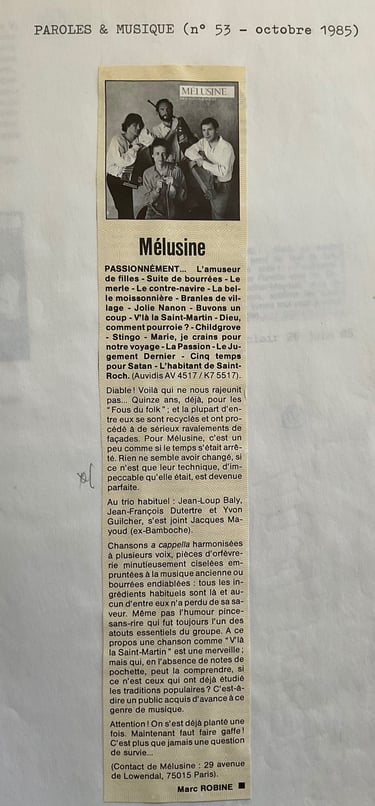 PAROLES & MUSIQUE (n° 53 - octobre 1985)
MÉLUSINE
Mélusine
PASSIONNÉMENT... L'amuseur
de filles - Suite de bourrées - Le
merle - Le contre-navire - La bel-
le moissonnière - Branles de vil-
lage - Jolie Nanon - Buvons un
coup - V'là la Saint-Martin - Dieu,
comment pourroie ? - Childgrove
- Stingo - Marie, je crains pour
notre voyage - La Passion - Le Ju-
gement Dernier - Cinq temps
pour Satan - L'habitant de Saint-
Roch. (Auvidis AV 4517 / K7 5517).
Diable ! Voilà qui ne nous rajeunit
pas... Quinze ans, déjà, pour les
"Fous du folk" ; et la plupart d'en-
tre eux se sont recyclés et ont pro-
cédé à de sérieux ravalements de
façades. Pour Mélusine, c'est un
peu comme si le temps s'était arrê-
té. Rien ne semble avoir changé, si
ce n'est que leur technique, d'im-
peccable qu'elle était, est devenue
parfaite.
Au trio habituel : Jean-Loup Baly,
Jean-François Dutertre et Yvon
Guilcher, s'est joint Jacques Ma-
youd (ex-Bamboche).
Chansons a cappella harmonisées
à plusieurs voix, pièces d'orfèvre-
rie minutieusement ciselées em-
pruntées à la musique ancienne ou
bourrées endiablées : tous les in-
grédients habituels sont là et au-
cun d'entre eux n'a perdu de sa sa-
veur. Même pas l'humour pince-
sans-rire qui fut toujours l'un des
atouts essentiels du groupe. A ce
propos une chanson comme "V'là
la Saint-Martin" est une merveille ;
mais qui, en l'absence de notes de
pochette, peut la comprendre, si
ce n'est ceux qui ont déjà étudié
les traditions populaires ? C'est-à-
dire un public acquis d'avance à ce
genre de musique.
Attention ! On s'est déjà planté une
fois. Maintenant faut faire gaffe !
C'est plus que jamais une question
de survie...
(Contact de Mélusine : 29 avenue
de Lowendal, 75015 Paris).
Marc ROBINE